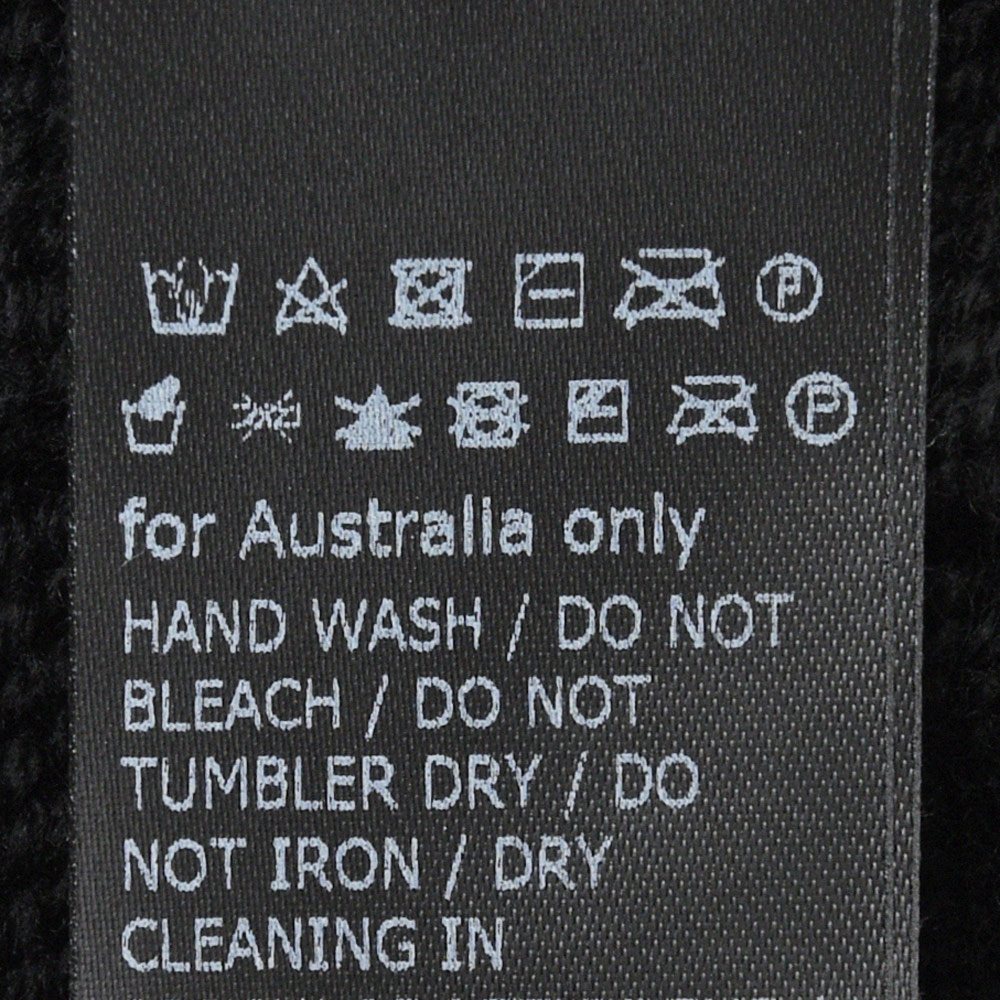 P
P
for Australia only
HAND WASH / DO NOT
BLEACH / DO NOT
TUMBLER DRY / DO
NOT IRON / DRY
CLEANING IN